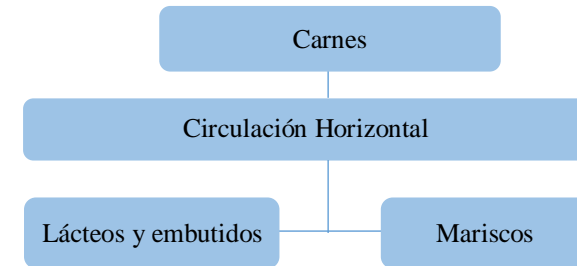 Carnes
Circulación Horizontal
Lácteos y embutidos
Mariscos